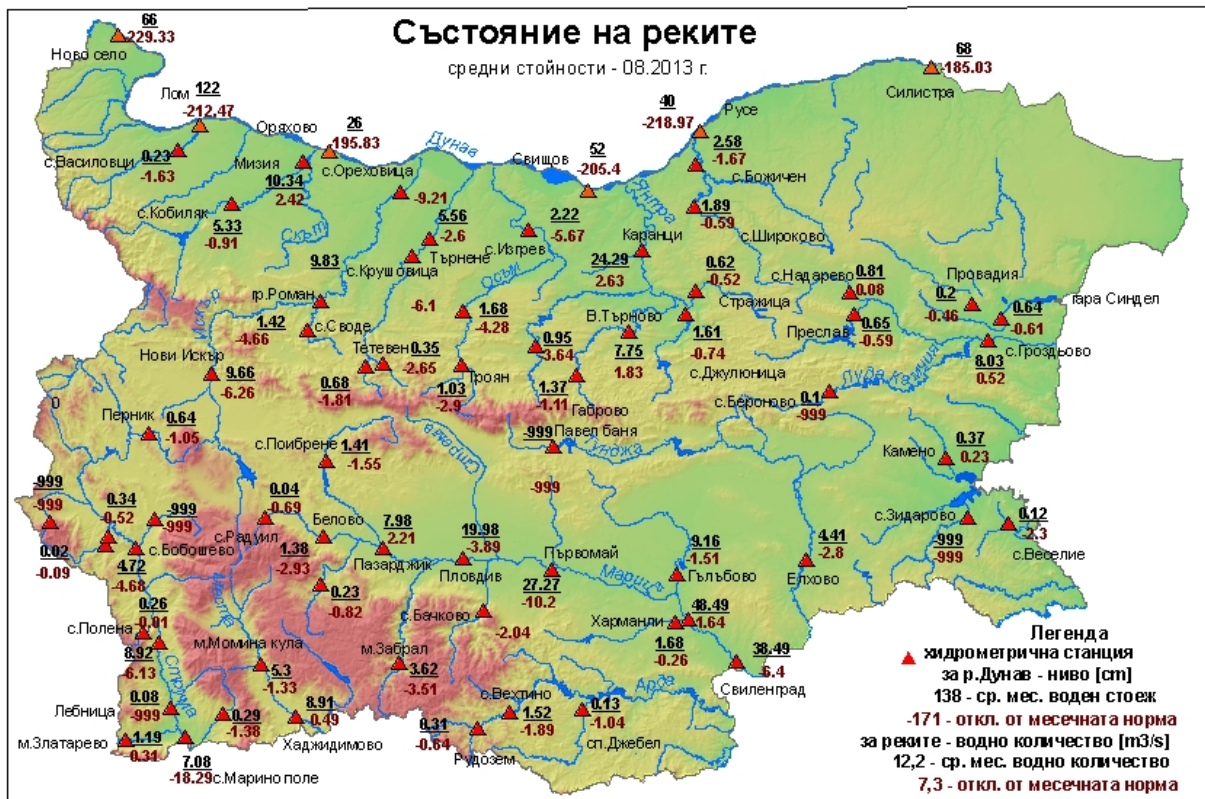 Състояние на реките
средни стойности - 08.2013 г.
66
-229.33
Ново село
68
-185.03
Силистра
Лом 122
-212.47
Оряхово
26
-195.83
Дунав
Свищов
52
-205.4
40
-218.97
Русе
2.58
-1.67
с.Божичен
с.Василовци
0.23
-1.63
Мизия
10.34
2.42
с.Ореховица
-9.21
с.Кобиляк
5.33
-0.91
Скът
5.56
-2.6
Търнене
с.Крушовица
-6.1
2.22
-5.67
с.Изгрев
Осъм
Янтра
Каранци
24.29
2.63
1.89
-0.59
с.Широково
0.62
-0.52
Стражица
с.Надарево
0.81
0.08
Провадия
0.2
-0.46
0.64
-0.61
гара Синдел
Преслав
0.65
-0.59
8.03
0.52
с.Гроздьово
Искър
9.83
гр.Роман
1.42
-4.66
с.Своде
1.68
-4.28
В.Търново
7.75
1.83
0.95
-3.64
1.61
-0.74
с.Джулюница
Нови Искър
9.66
-6.26
Тетевен
0.35
-2.65
0.68
-1.81
Троян
1.03
-2.9
1.37
-1.11
Габрово
Луда Камчия
с.Бероново
0.1
-999
0
Перник
0.64
-1.05
с.Поибрене
1.41
-1.55
Стряма
-999
Павел баня
-999
Тунджа
Камено
0.37
0.23
-999
-999
0.34
-0.52
-999
-999
с.Бобошево
0.02
-0.09
4.72
-4.68
0.04
-0.69
с.Радуил
Белово
1.38
-2.93
7.98
2.21
Пазарджик
19.98
-3.89
Пловдив
Първомай
27.27
-10.2
Марица
9.16
-1.51
Гълъбово
4.41
-2.8
Елхово
с.Зидарово
-999
-999
0.12
-2.3
с.Веселие
0.23
-0.82
с.Бачково
-2.04
Харманли
1.68
-0.26
48.49
1.64
38.49
-6.4
Свиленград
0.26
-0.01
с.Полена
8.92
-6.13
Струма
Места
м.Момина кула
5.3
-1.33
м.Забрал
3.62
-3.51
Арда
Лебница
0.08
-999
м.Златарево
1.19
0.31
7.08
-18.29
с.Марино поле
0.29
-1.38
8.91
0.49
Хаджидимово
0.31
-0.64
Рудозем
с.Вехтино
1.52
-1.89
0.13
-1.04
сп.Джебел
Легенда
хидрометрична станция
за р.Дунав - ниво [cm]
138 - ср. мес. воден стоеж
-171 - откл. от месечната норма
за реките - водно количество [m3/s]
12,2 - ср. мес. водно количество
7,3 - откл. от месечната норма